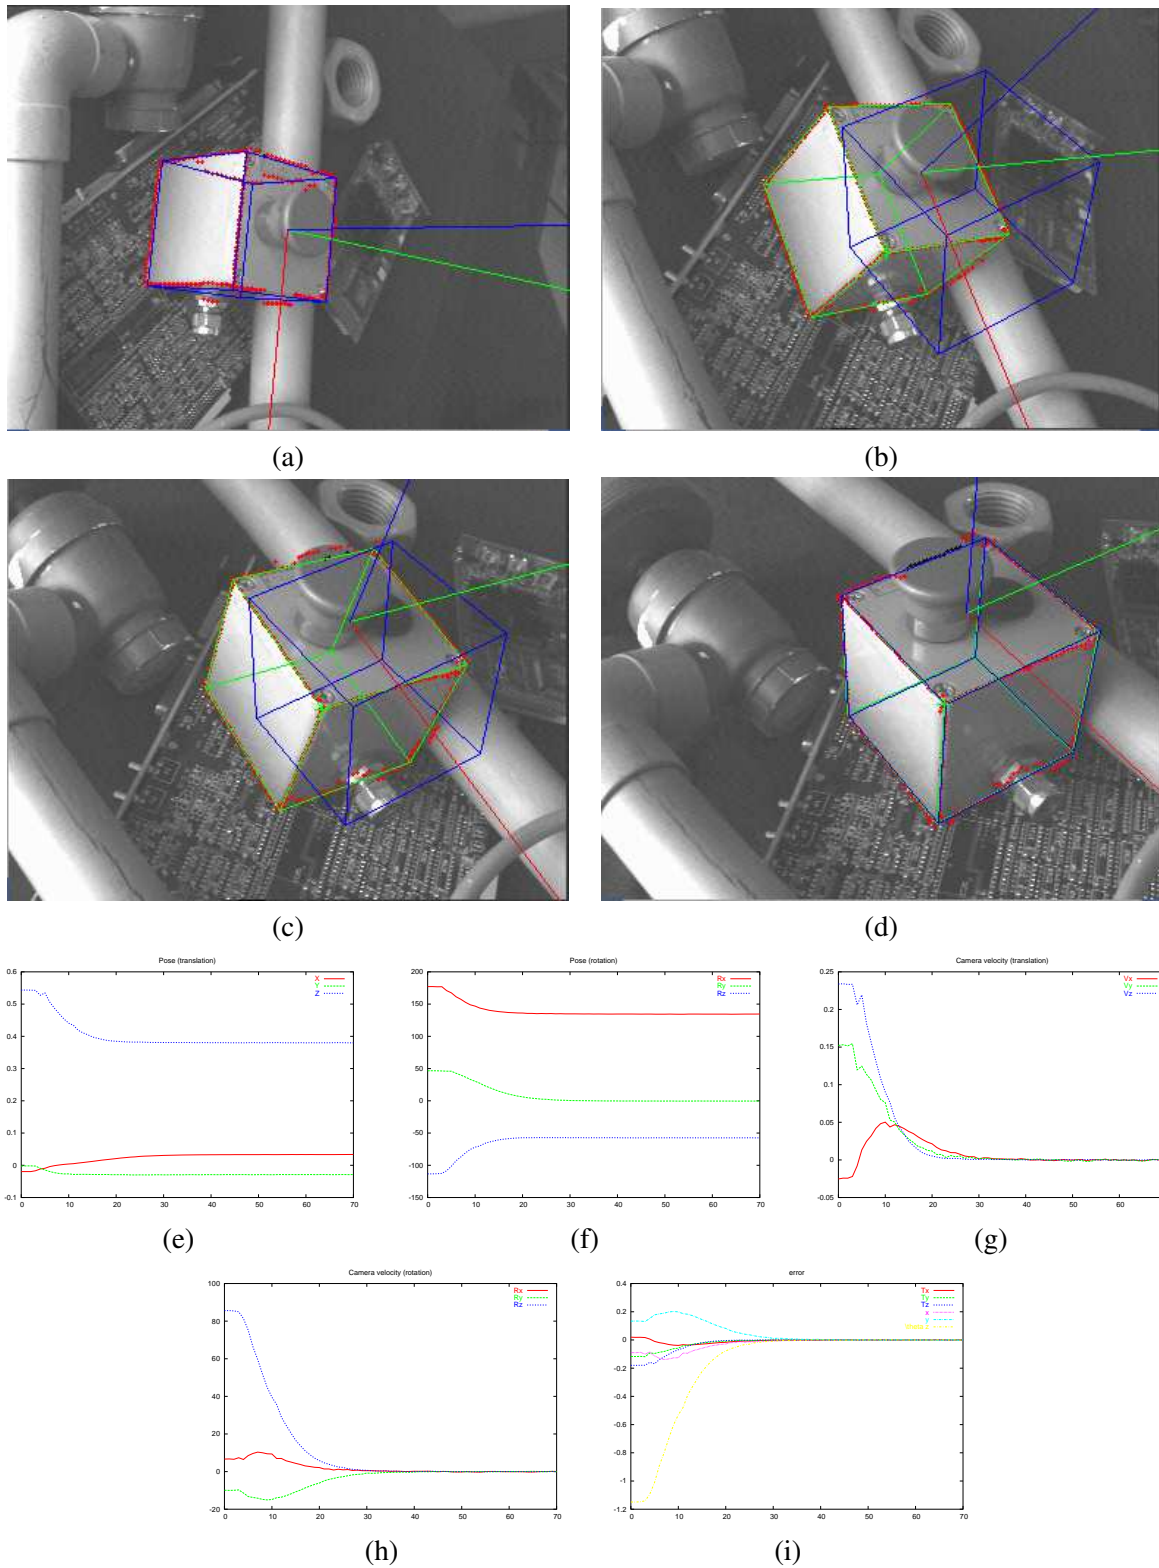 (a)
(b)
(c)
(d)
Pose (translation)
0.6
0.5
0.4
0.3
0.2
0.1
0
-0.1
0 10 20 30 40 50 60 70
X
Y
Z
(e)
Pose (rotation)
200
150
100
50
0
-50
-100
-150
0 10 20 30 40 50 60 70
Rx
Ry
Rz
(f)
Camera velocity (translation)
0.25
0.2
0.15
0.1
0.05
0
-0.05
0 10 20 30 40 50 60
Vx
Vy
Vz
(g)
Camera velocity (rotation)
100
80
60
40
20
0
-20
0 10 20 30 40 50 60 70
Rx
Ry
Rz
(h)
error
0.4
0.2
0
-0.2
-0.4
-0.6
-0.8
-1
-1.2
0 10 20 30 40 50 60 70
Tx
Ty
Tz
x
y
(i)